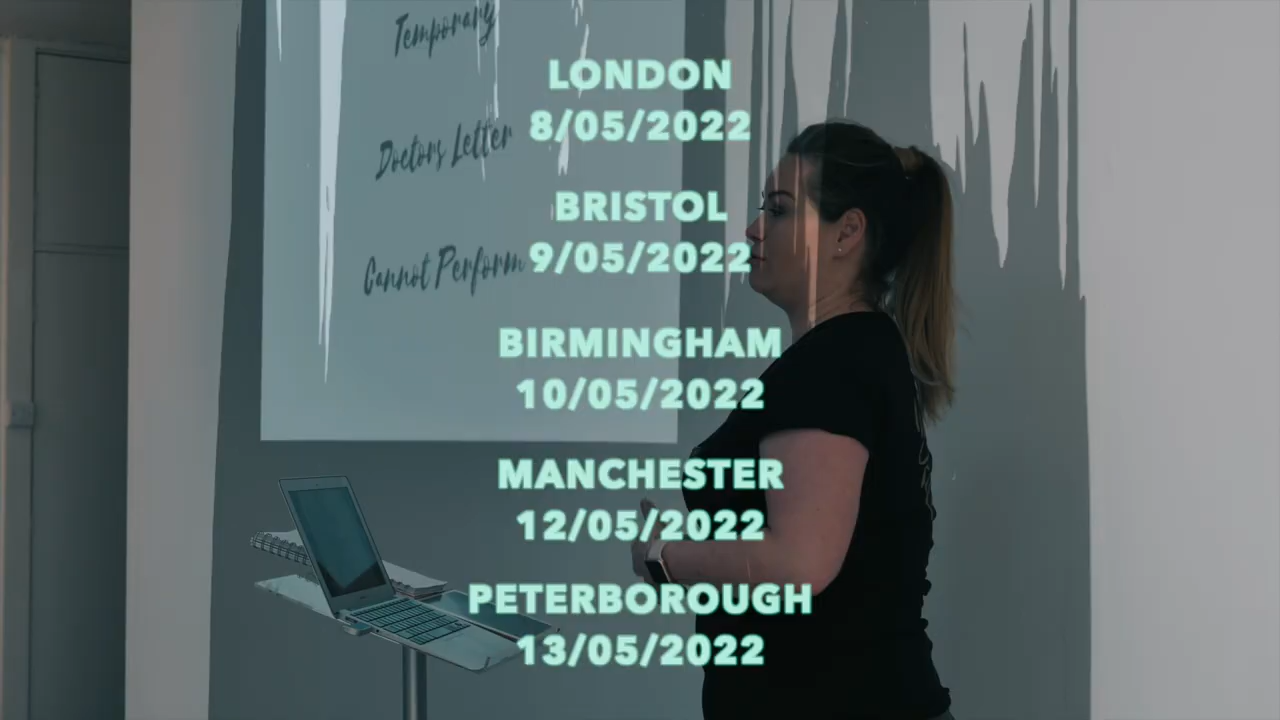 Temporary
Doctors Letter
Cannot Perform
LONDON
8/05/2022
BRISTOL
9/05/2022
BIRMINGHAM
10/05/2022
MANCHESTER
12/05/2022
PETERBOROUGH
13/05/2022